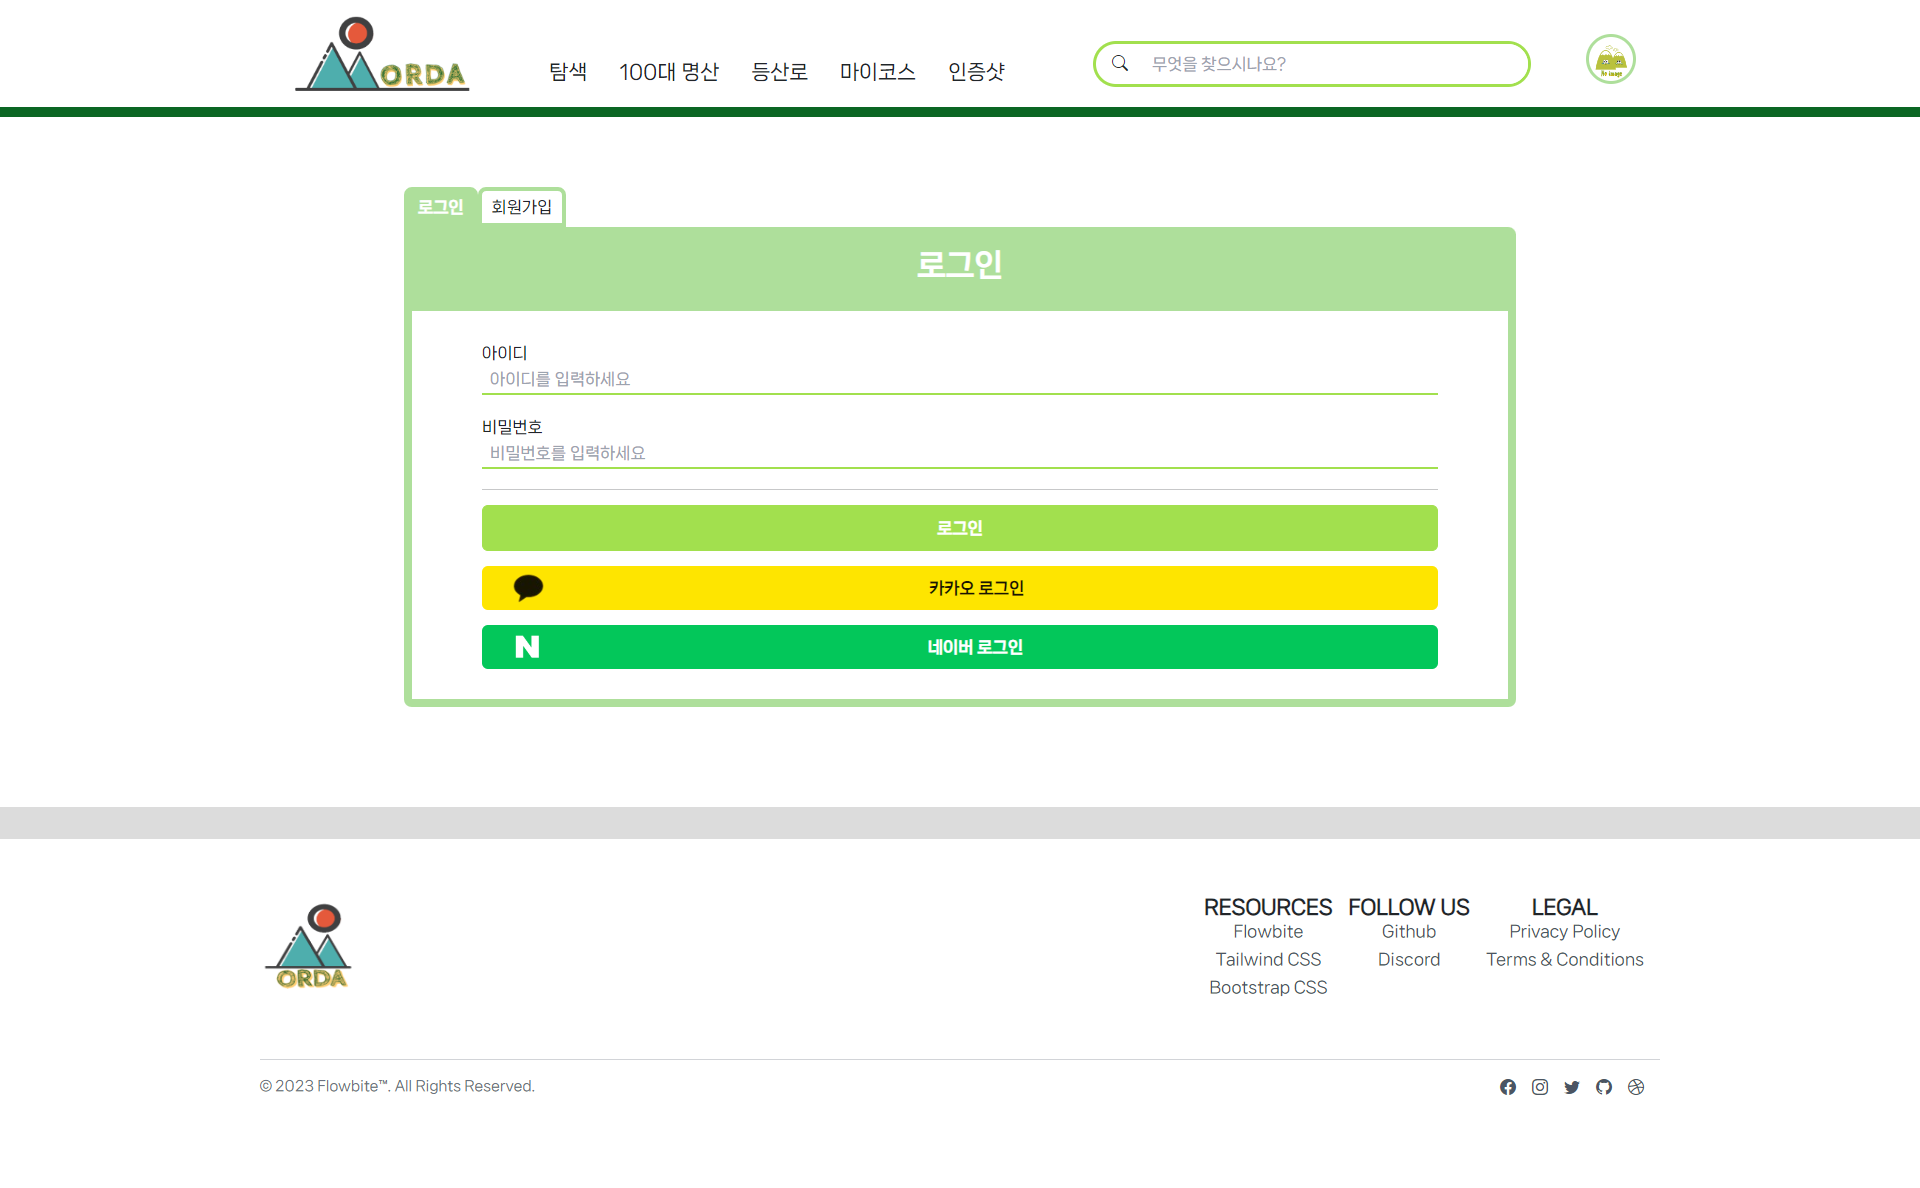 ORDA
탐색 100대 명산 등산로 마이코스 인증샷
무엇을 찾으시나요?
No image
로그인 회원가입
로그인
아이디
아이디를 입력하세요
비밀번호
비밀번호를 입력하세요
로그인
카카오 로그인
N 네이버 로그인
ORDA
RESOURCES
Flowbite
Tailwind CSS
Bootstrap CSS
FOLLOW US
Github
Discord
LEGAL
Privacy Policy
Terms & Conditions
© 2023 Flowbite™. All Rights Reserved.